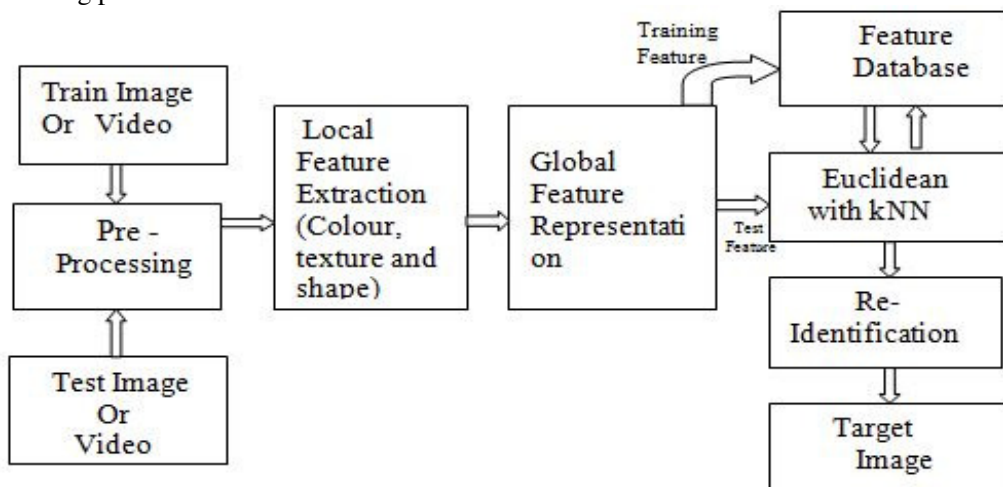 Train Image
Or Video
Pre -
Processing
Test Image
Or
Video
Local
Feature
Extraction
(Colour,
texture and
shape)
Global
Feature
Representati
on
Training
Feature
Test
Feature
Feature
Database
Euclidean
with kNN
Re-
Identification
Target
Image